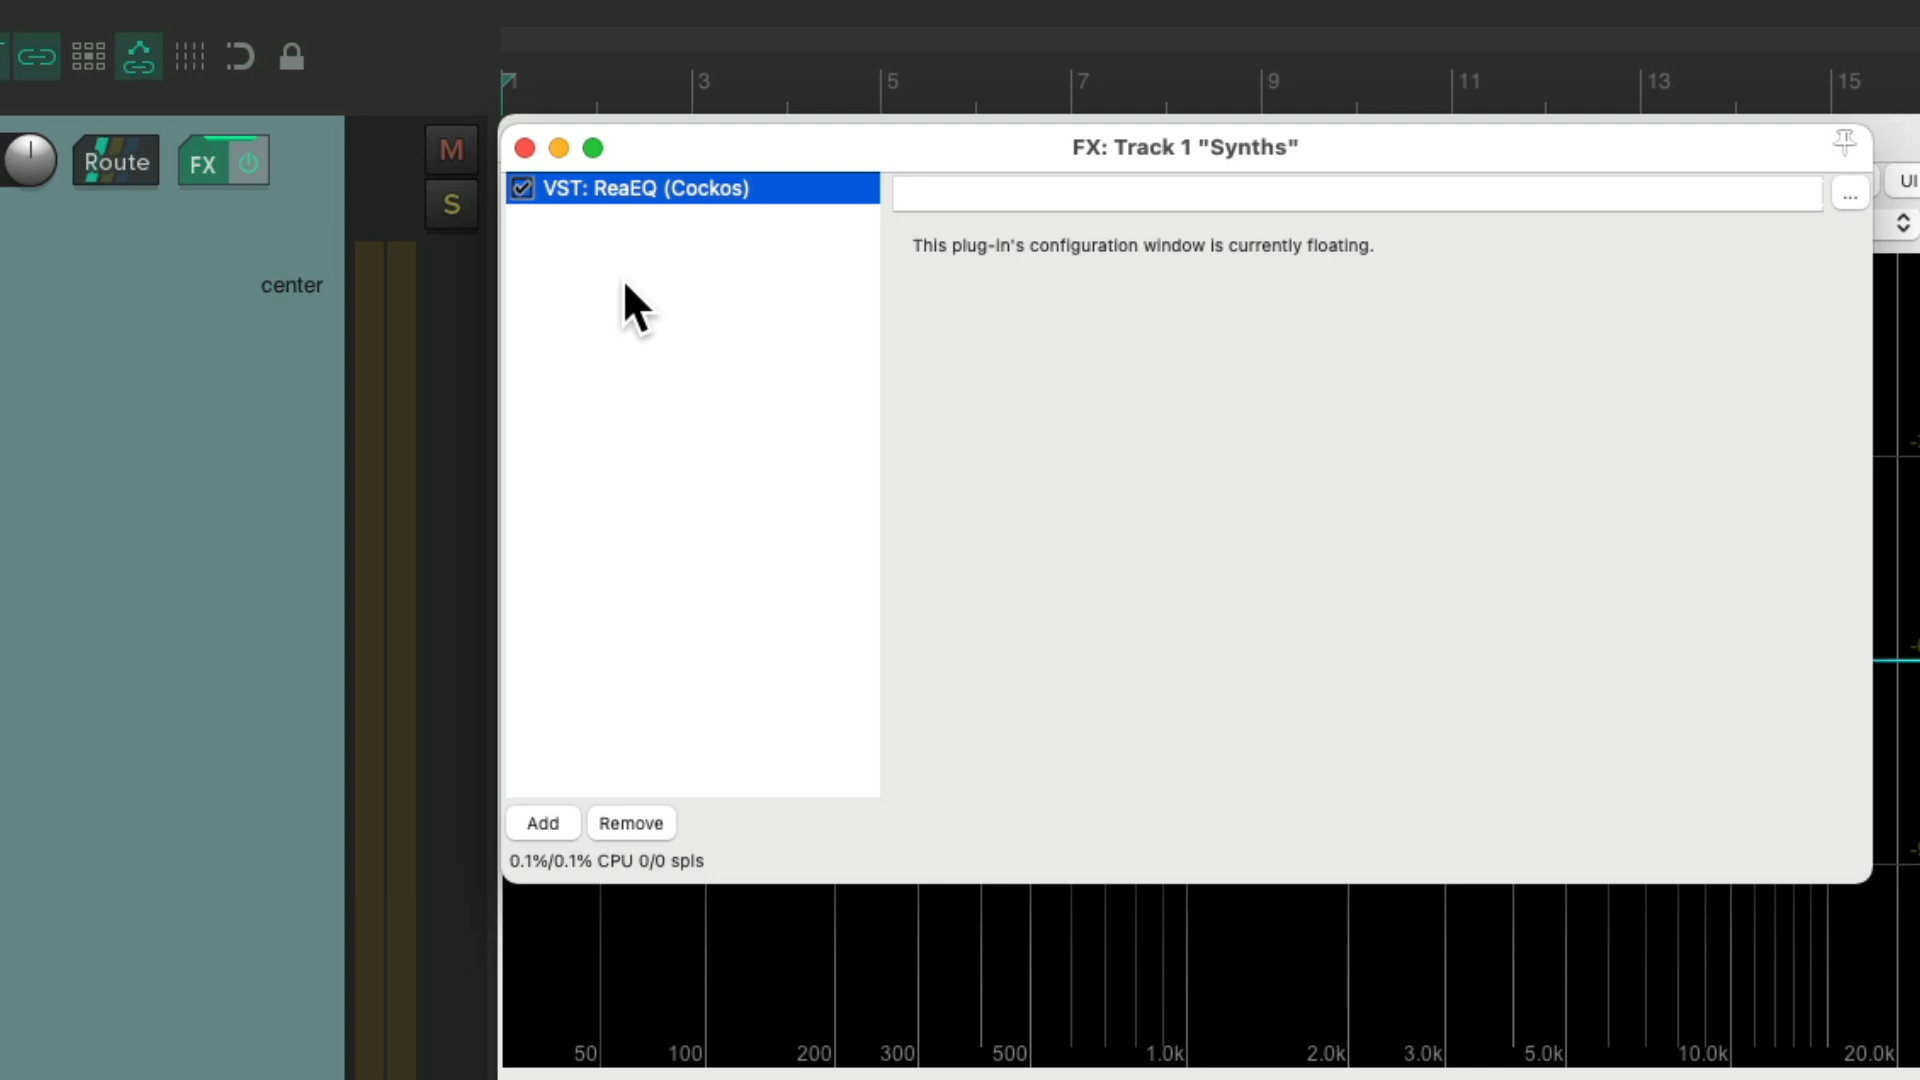 1 3 5 7 9 11 13 15
Route FX M
S
center
FX: Track 1 "Synths"
VST: ReaEQ (Cockos)
...
UI
This plug-in's configuration window is currently floating.
Add Remove
0.1%/0.1% CPU 0/0 spls
50 100 200 300 500 1.0k 2.0k 3.0k 5.0k 10.0k 20.0k